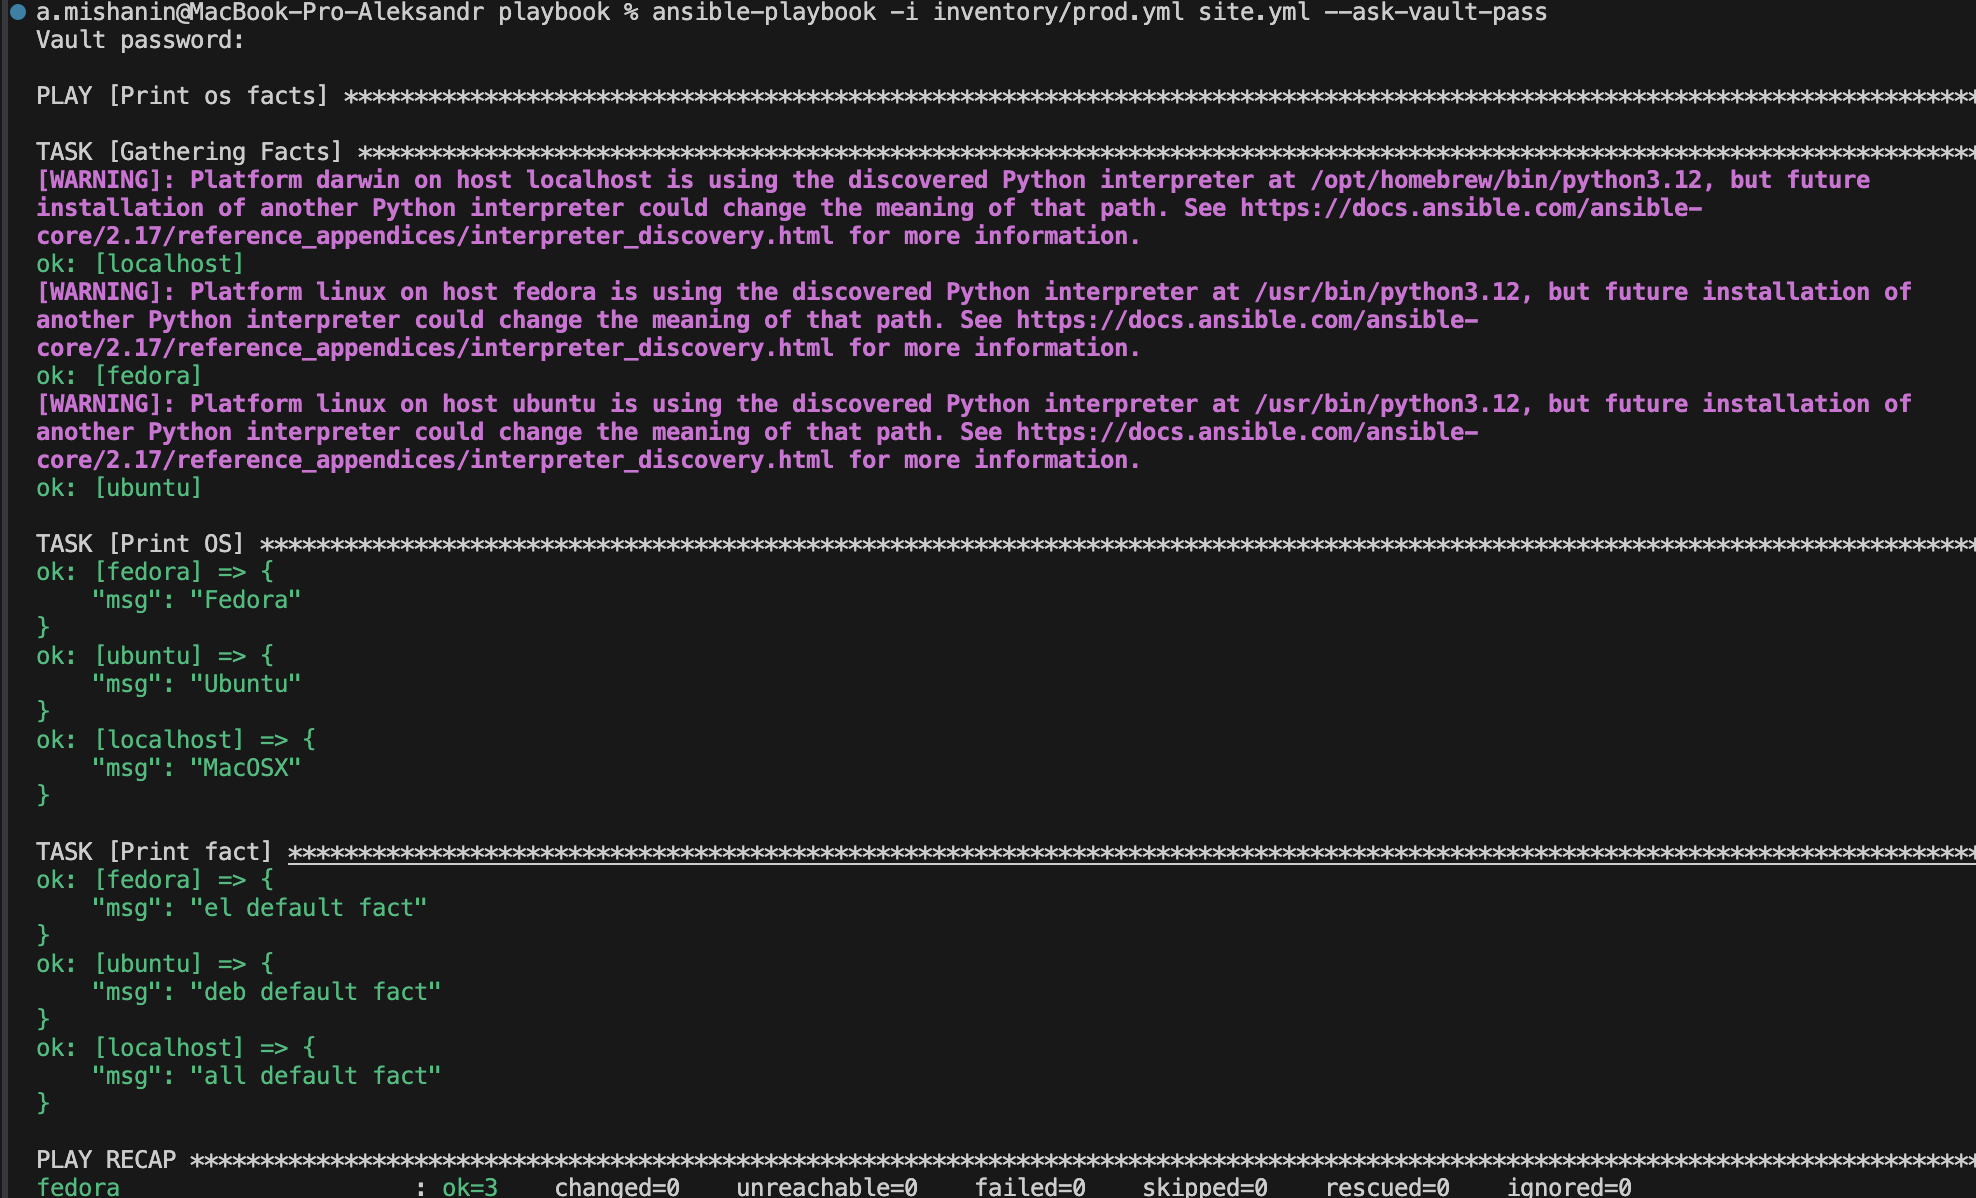 a.mishanin@MacBook-Pro-Aleksandr playbook % ansible-playbook -i inventory/prod.yml site.yml --ask-vault-pass
Vault password:
PLAY [Print os facts] *********************************************************************************************************************
TASK [Gathering Facts] ********************************************************************************************************************
[WARNING]: Platform darwin on host localhost is using the discovered Python interpreter at /opt/homebrew/bin/python3.12, but future
installation of another Python interpreter could change the meaning of that path. See https://docs.ansible.com/ansible-
core/2.17/reference_appendices/interpreter_discovery.html for more information.
ok: [localhost]
[WARNING]: Platform linux on host fedora is using the discovered Python interpreter at /usr/bin/python3.12, but future installation of
another Python interpreter could change the meaning of that path. See https://docs.ansible.com/ansible-
core/2.17/reference_appendices/interpreter_discovery.html for more information.
ok: [fedora]
[WARNING]: Platform linux on host ubuntu is using the discovered Python interpreter at /usr/bin/python3.12, but future installation of
another Python interpreter could change the meaning of that path. See https://docs.ansible.com/ansible-
core/2.17/reference_appendices/interpreter_discovery.html for more information.
ok: [ubuntu]
TASK [Print OS] ***************************************************************************************************************************
ok: [fedora] => {
    "msg": "Fedora"
}
ok: [ubuntu] => {
    "msg": "Ubuntu"
}
ok: [localhost] => {
    "msg": "MacOSX"
}
TASK [Print fact] *************************************************************************************************************************
ok: [fedora] => {
    "msg": "el default fact"
}
ok: [ubuntu] => {
    "msg": "deb default fact"
}
ok: [localhost] => {
    "msg": "all default fact"
}
PLAY RECAP ********************************************************************************************************************************
fedora                     : ok=3    changed=0    unreachable=0    failed=0    skipped=0    rescued=0    ignored=0